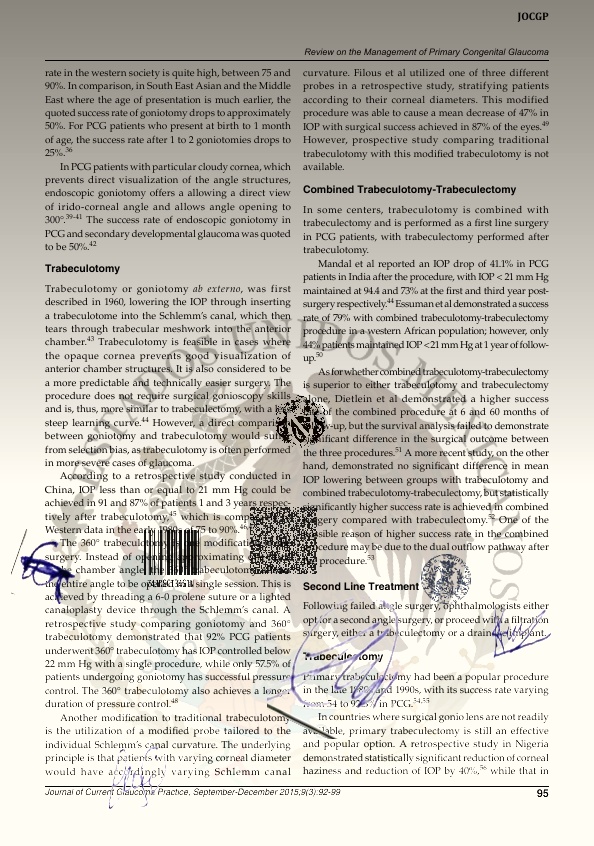 JOCGP
Review on the Management of Primary Congenital Glaucoma
rate in the western society is quite high, between 75 and
90%. In comparison, in South East Asian and the Middle
East where the age of presentation is much earlier, the
quoted success rate of goniotomy drops to approximately
50%. For PCG patients who present at birth to 1 month
of age, the success rate after 1 to 2 goniotomies drops to
25%.36
In PCG patients with particular cloudy cornea, which
prevents direct visualization of the angle structures,
endoscopic goniotomy offers a allowing a direct view
of irido-corneal angle and allows angle opening to
300°.39-41 The success rate of endoscopic goniotomy in
PCG and secondary developmental glaucoma was quoted
to be 50%.42
Trabeculotomy
Trabeculotomy or goniotomy ab externo, was first
described in 1960, lowering the IOP through inserting
a trabeculotome into the Schlemm's canal, which then
tears through trabecular meshwork into the anterior
chamber.43 Trabeculotomy is feasible in cases where
the opaque cornea prevents good visualization of
anterior chamber structures. It is also considered to be
a more predictable and technically easier surgery. The
procedure does not require surgical gonioscopy skills
and is, thus, more similar to trabeculectomy, with a
steep learning curve.44 However, a direct comparison
between goniotomy and trabeculotomy would suffer
from selection bias, as trabeculotomy is often performed
in more severe cases of glaucoma.
According to a retrospective study conducted in
China, IOP less than or equal to 21 mm Hg could be
achieved in 91 and 87% of patients 1 and 3 years respec-
tively after trabeculotomy,45 which is
Western data in the early 1980s of 75 to 90%.46
The 360° trabeculotomy
surgery. Instead of opening
the chamber angle, the
the entire angle to be single session. This is
achieved by threading a 6-0 prolene suture or a lighted
canaloplasty device through the Schlemm's canal. A
retrospective study comparing goniotomy and 360°
trabeculotomy demonstrated that 92% PCG patients
underwent 360° trabeculotomy has IOP controlled below
22 mm Hg with a single procedure, while only 57.5% of
patients undergoing goniotomy has successful pressure
control. The 360° trabeculotomy also achieves a longer
duration of pressure control.48
Another modification to traditional trabeculotomy
is the utilization of a modified probe tailored to the
individual Schlemm's canal curvature. The underlying
principle is that patients with varying corneal diameter
would have accordingly varying Schlemm canal
curvature. Filous et al utilized one of three different
probes in a retrospective study, stratifying patients
according to their corneal diameters. This modified
procedure was able to cause a mean decrease of 47% in
IOP with surgical success achieved in 87% of the eyes.49
However, prospective study comparing traditional
trabeculotomy with this modified trabeculotomy is not
available.
Combined Trabeculotomy-Trabeculectomy
In some centers, trabeculotomy is combined with
trabeculectomy and is performed as a first line surgery
in PCG patients, with trabeculectomy performed after
trabeculotomy.
Mandal et al reported an IOP drop of 41.1% in PCG
patients in India after the procedure, with IOP < 21 mm Hg
maintained at 94.4 and 73% at the first and third year post-
surgery respectively.44 Essuman et al demonstrated a success
rate of 79% with combined trabeculotomy-trabeculectomy
procedure in a western African population; however, only
44% patients maintained IOP <21 mm Hg at 1 year of follow-
up.50
As for whether combined trabeculotomy-trabeculectomy
is superior to either trabeculotomy and trabeculectomy
alone, Dietlein et al demonstrated a higher success
of the combined procedure at 6 and 60 months of
follow-up, but the survival analysis failed to demonstrate
significant difference in the surgical outcome between
the three procedures.51 A more recent study, on the other
hand, demonstrated no significant difference in mean
IOP lowering between groups with trabeculotomy and
combined trabeculotomy-trabeculectomy, but statistically
significantly higher success rate is achieved in combined
surgery compared with trabeculectomy.52 One of the
possible reason of higher success rate in the combined
procedure may be due to the dual outflow pathway after
the procedure.53
Second Line Treatment
Following failed angle surgery, ophthalmologists either
opt for a second angle surgery, or proceed with a filtration
surgery, either a trabeculectomy or a drainage implant.
Trabeculectomy
Primary trabeculectomy had been a popular procedure
in the late 1980s and 1990s, with its success rate varying
from 54 to in PCG.54,55
In countries where surgical gonio lens are not readily
available, primary trabeculectomy is still an effective
and popular option. A retrospective study in Nigeria
demonstrated statistically significant reduction of corneal
haziness and reduction of IOP by 40%,56 while that in
Journal of Current Glaucoma Practice, September-December 2015;9(3):92-99
95
ESTADOS UNIDOS MEXICANOS